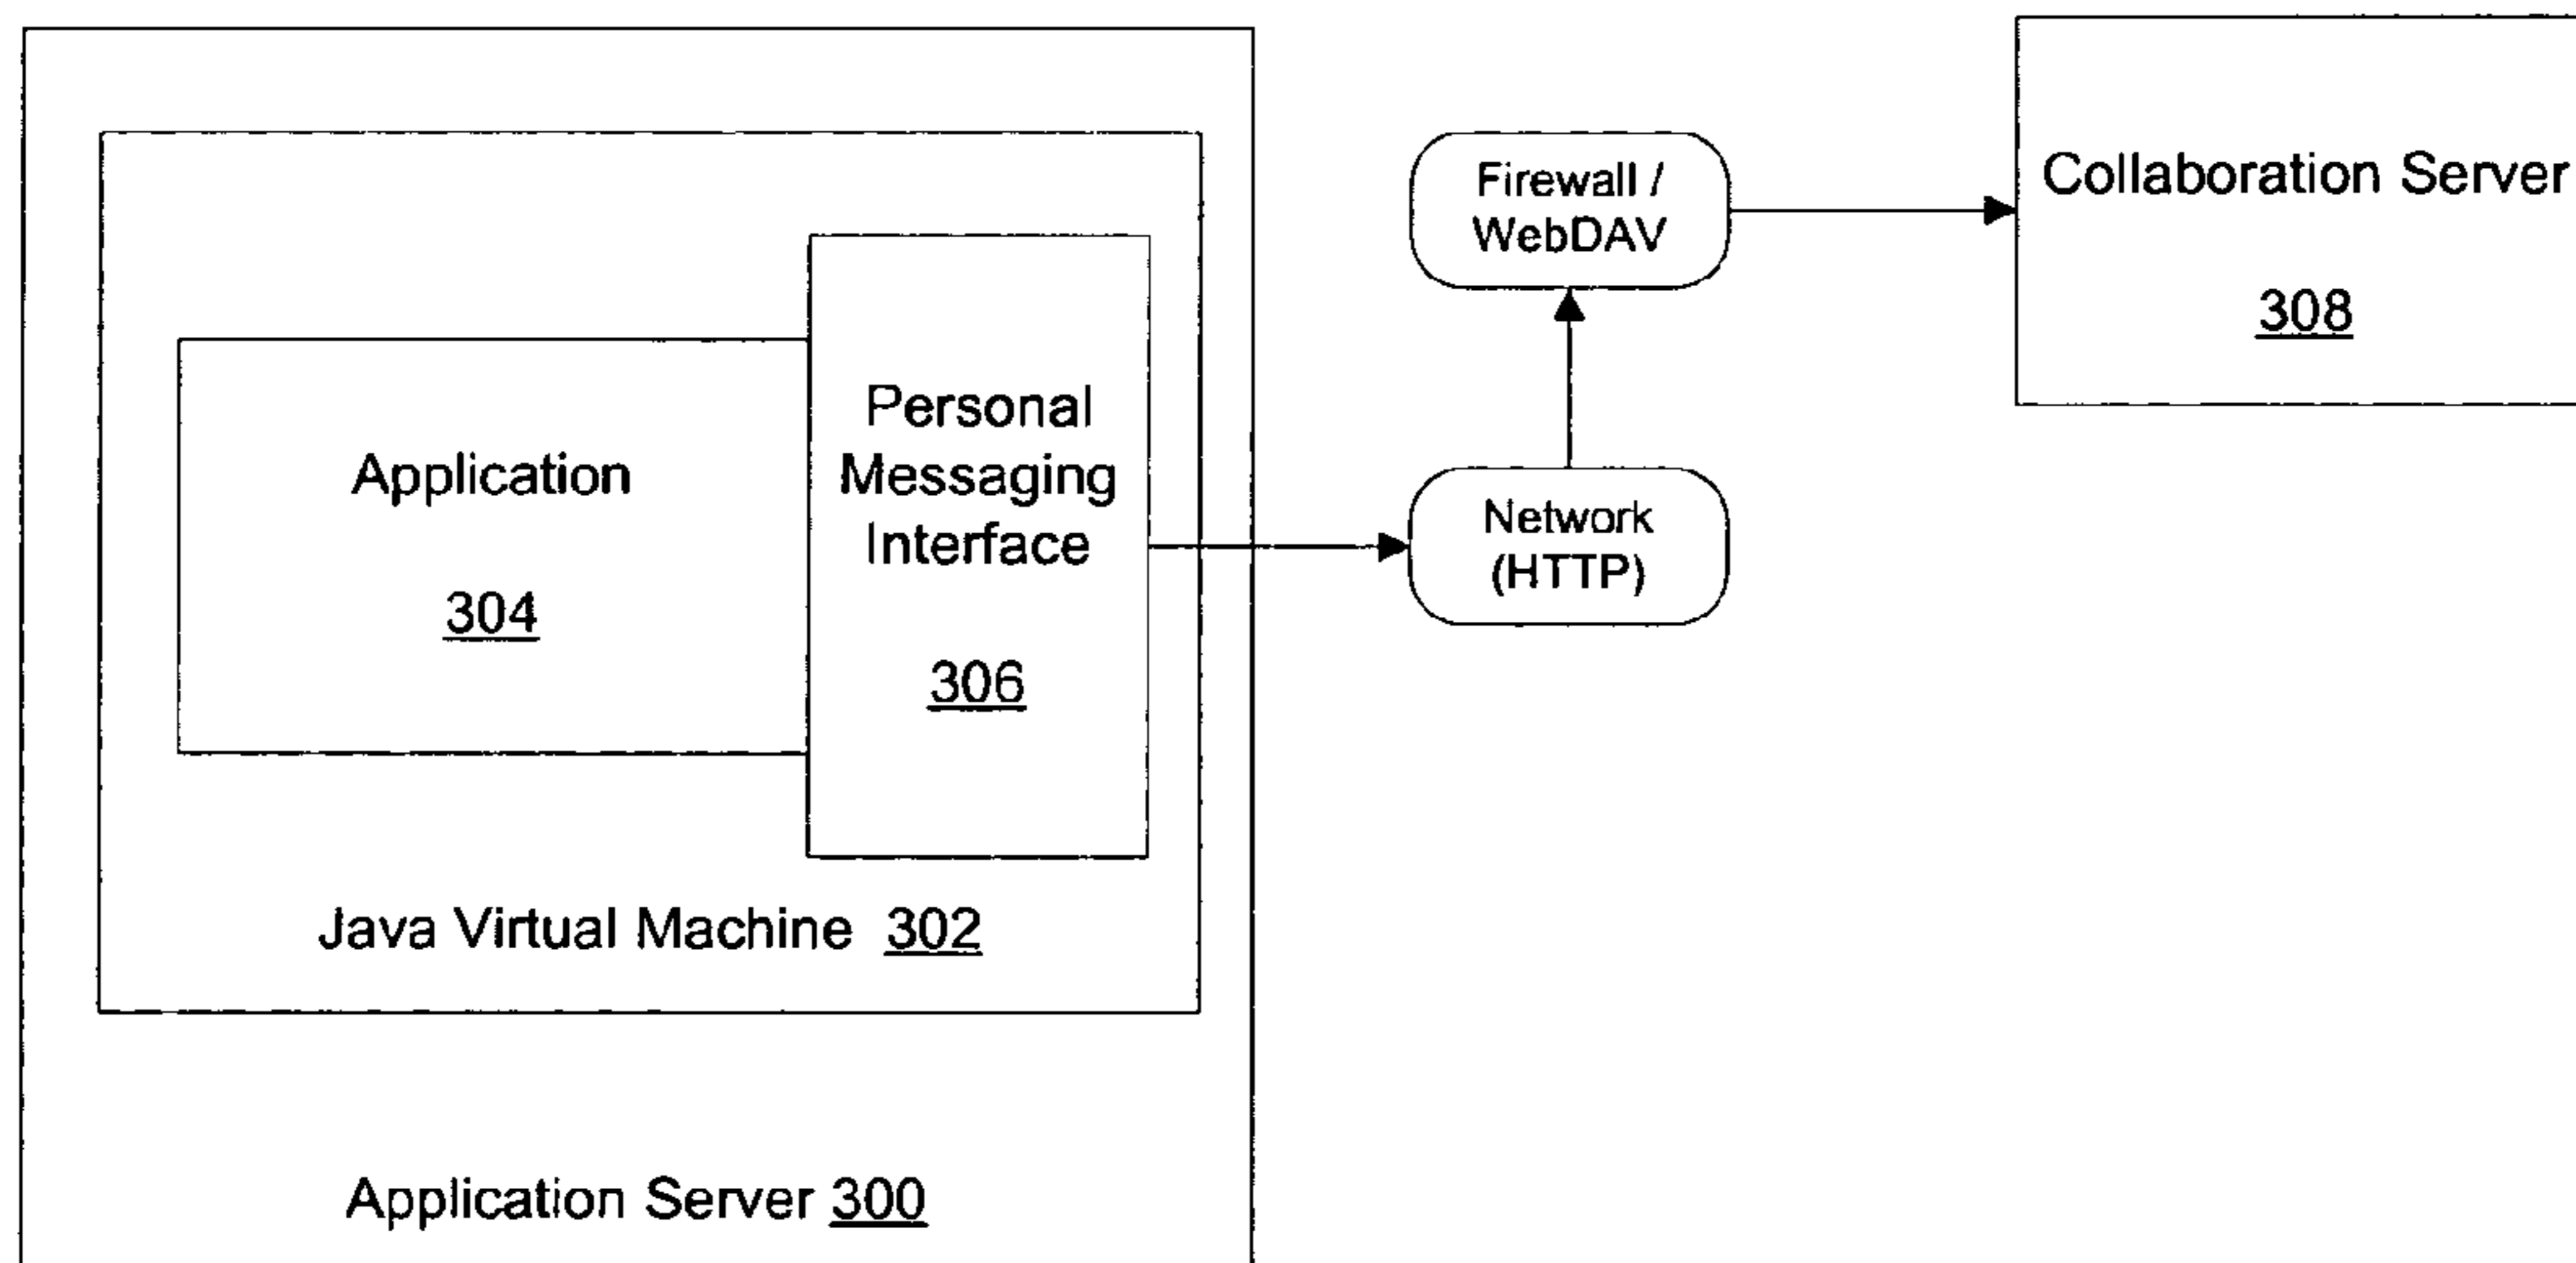 Application
304
Personal
Messaging
Interface
306
Java Virtual Machine 302
Application Server 300
Network
(HTTP)
Firewall /
WebDAV
Collaboration Server
308